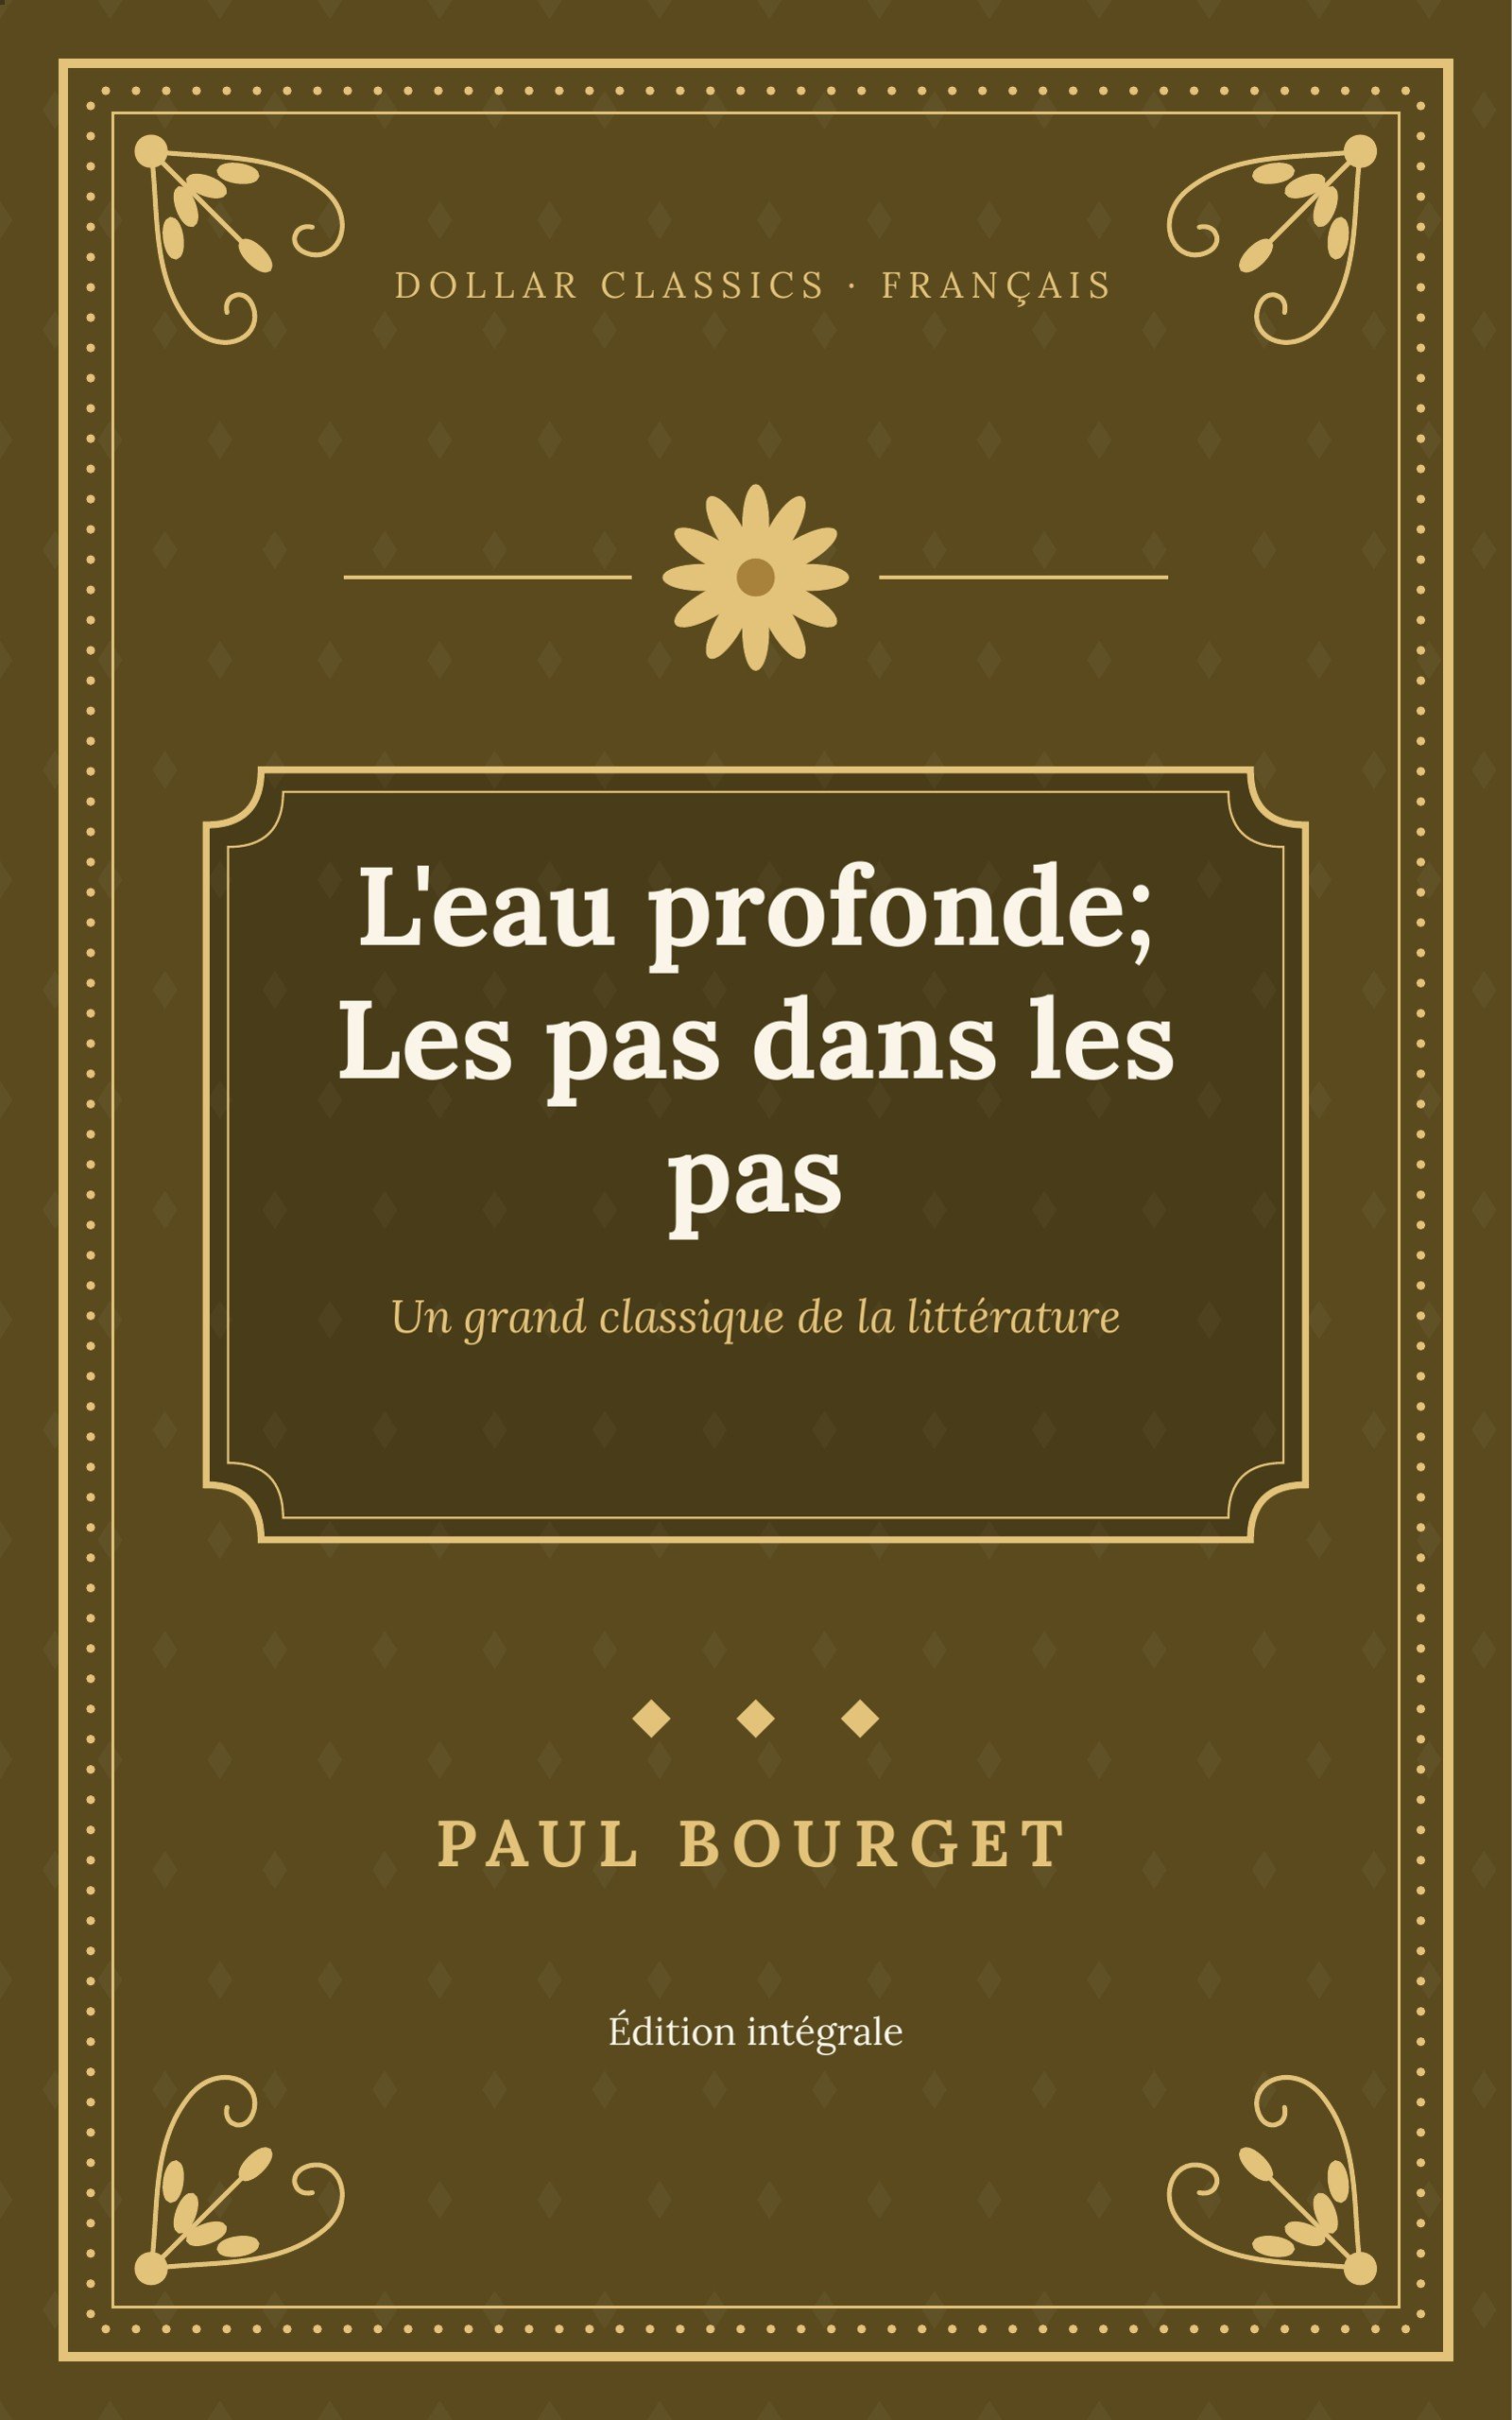 DOLLAR CLASSICS · FRANÇAIS
L'eau profonde;
Les pas dans les
pas
Un grand classique de la littérature
PAUL BOURGET
Édition intégrale